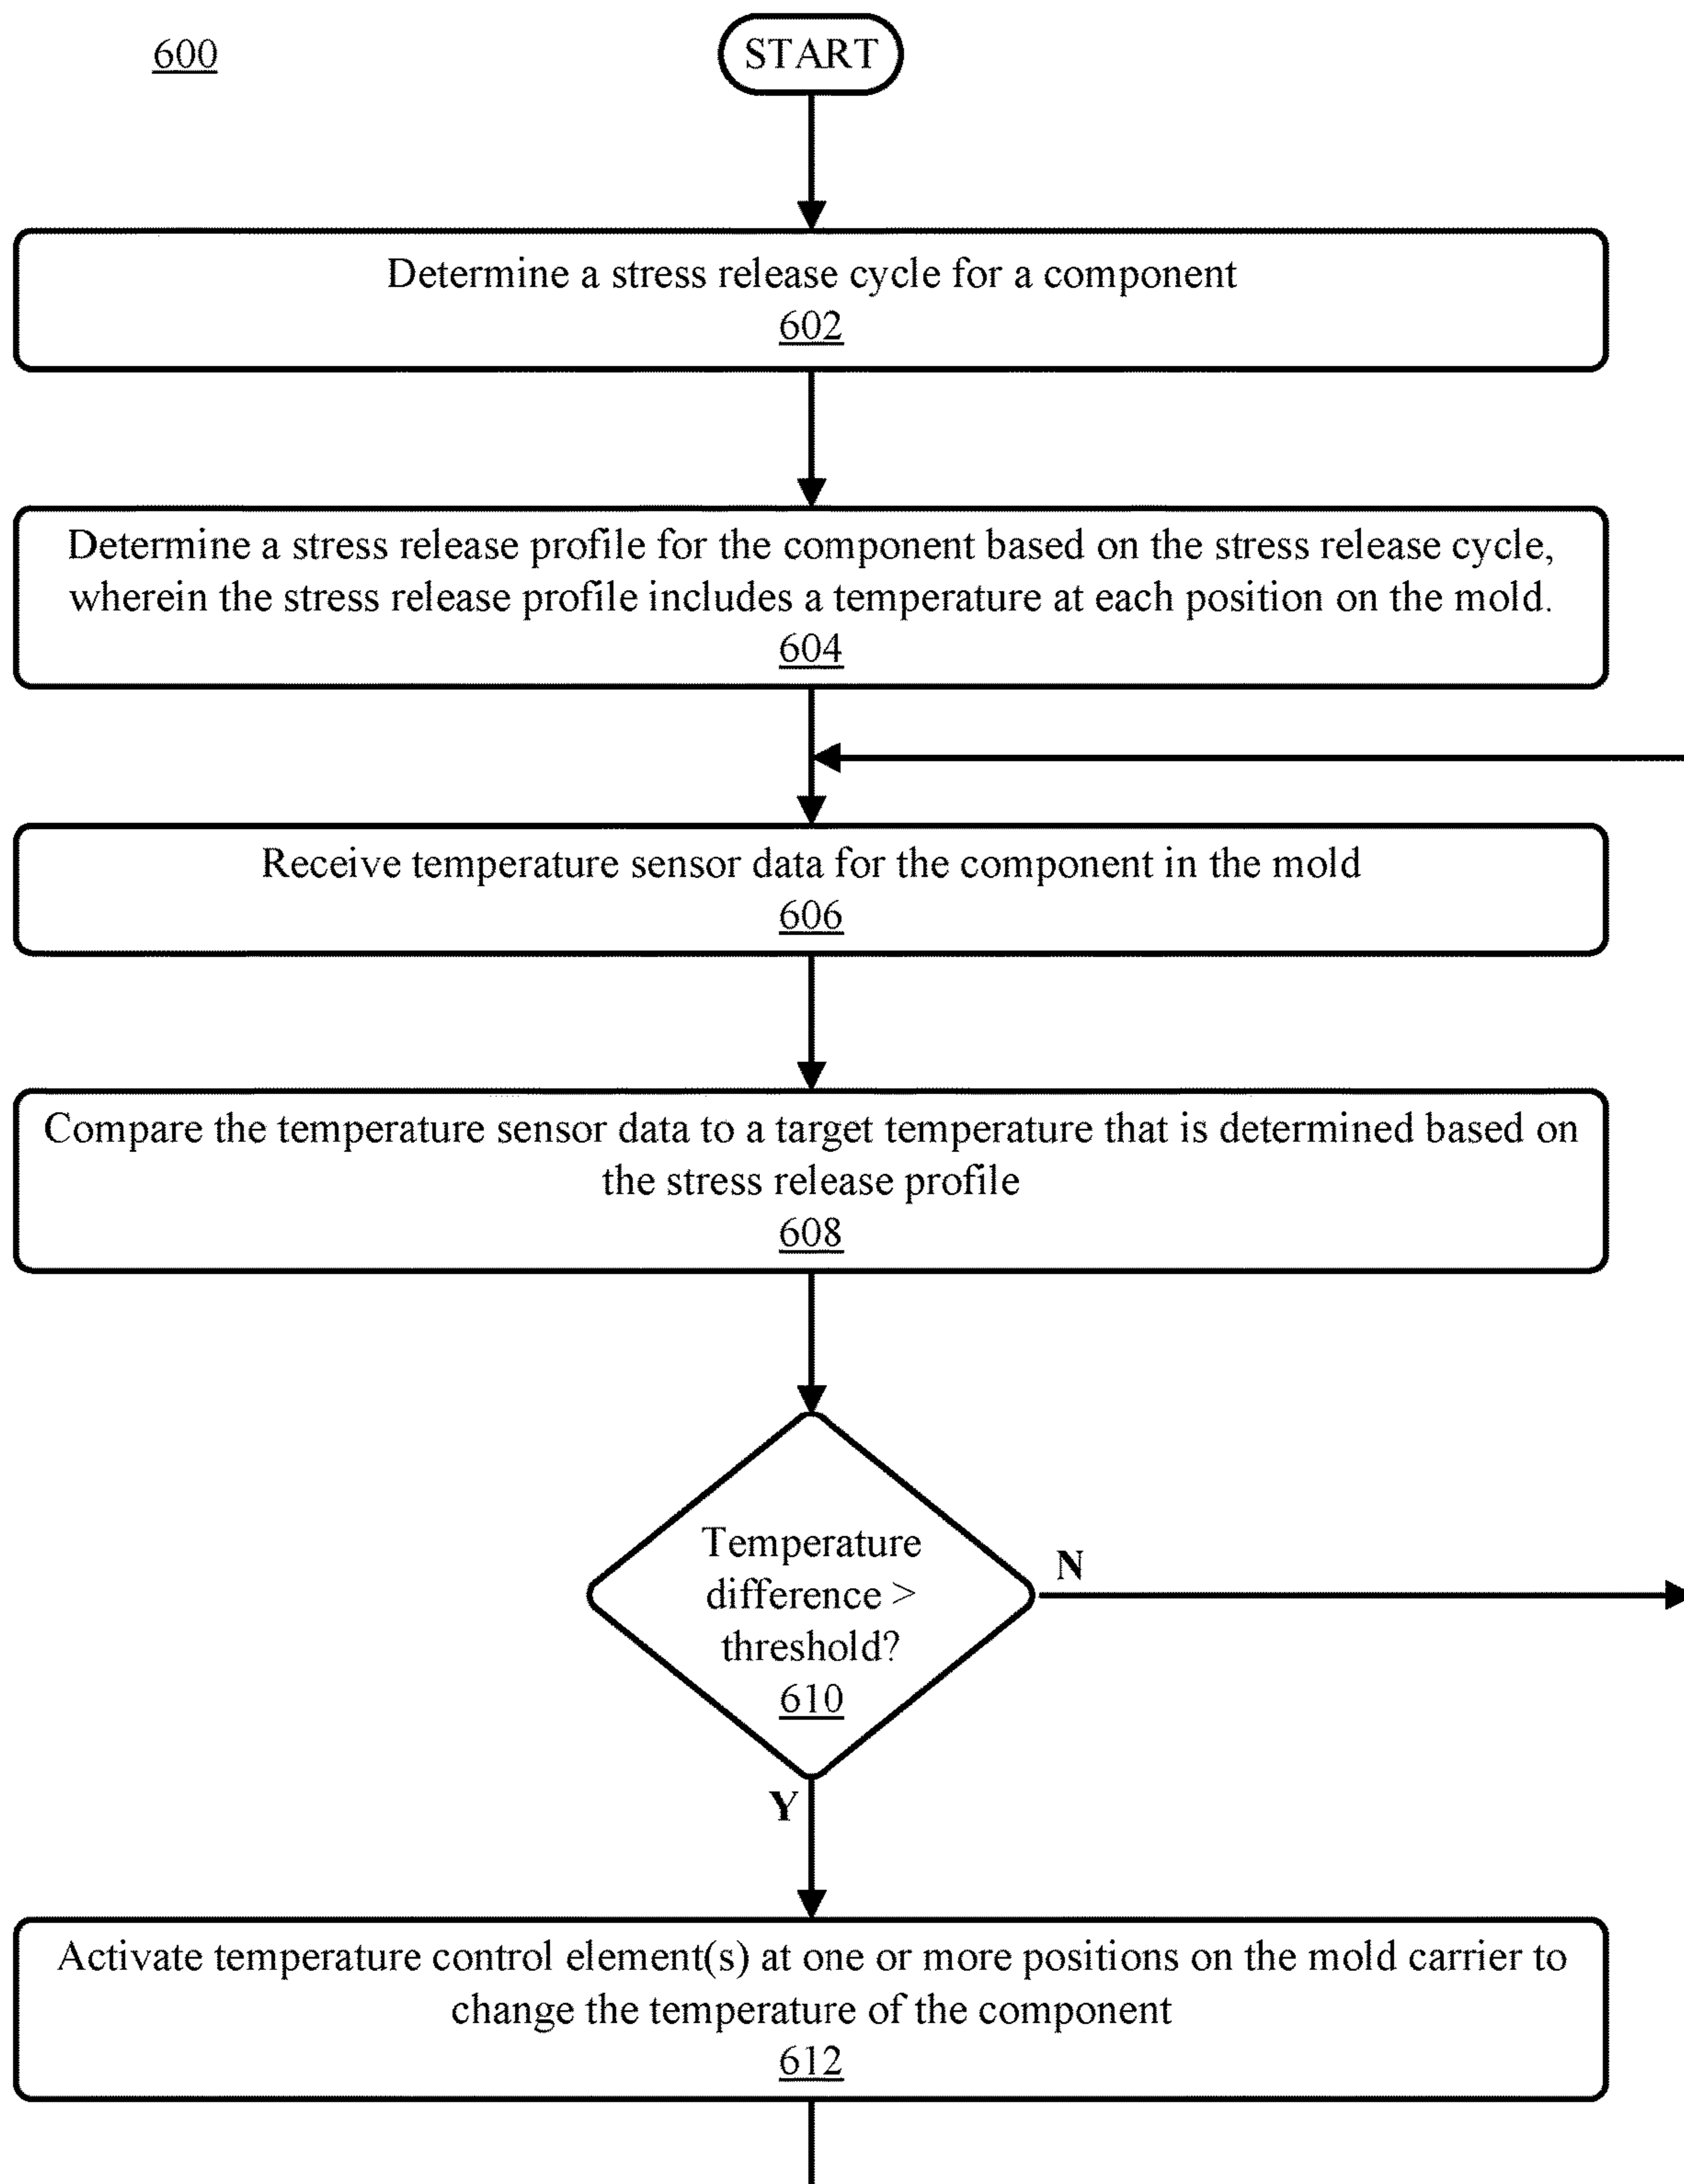 600
START
Determine a stress release cycle for a component
602
Determine a stress release profile for the component based on the stress release cycle,
wherein the stress release profile includes a temperature at each position on the mold.
604
Receive temperature sensor data for the component in the mold
606
Compare the temperature sensor data to a target temperature that is determined based on
the stress release profile
608
Temperature
difference >
threshold?
610
N
Y
Activate temperature control element(s) at one or more positions on the mold carrier to
change the temperature of the component
612